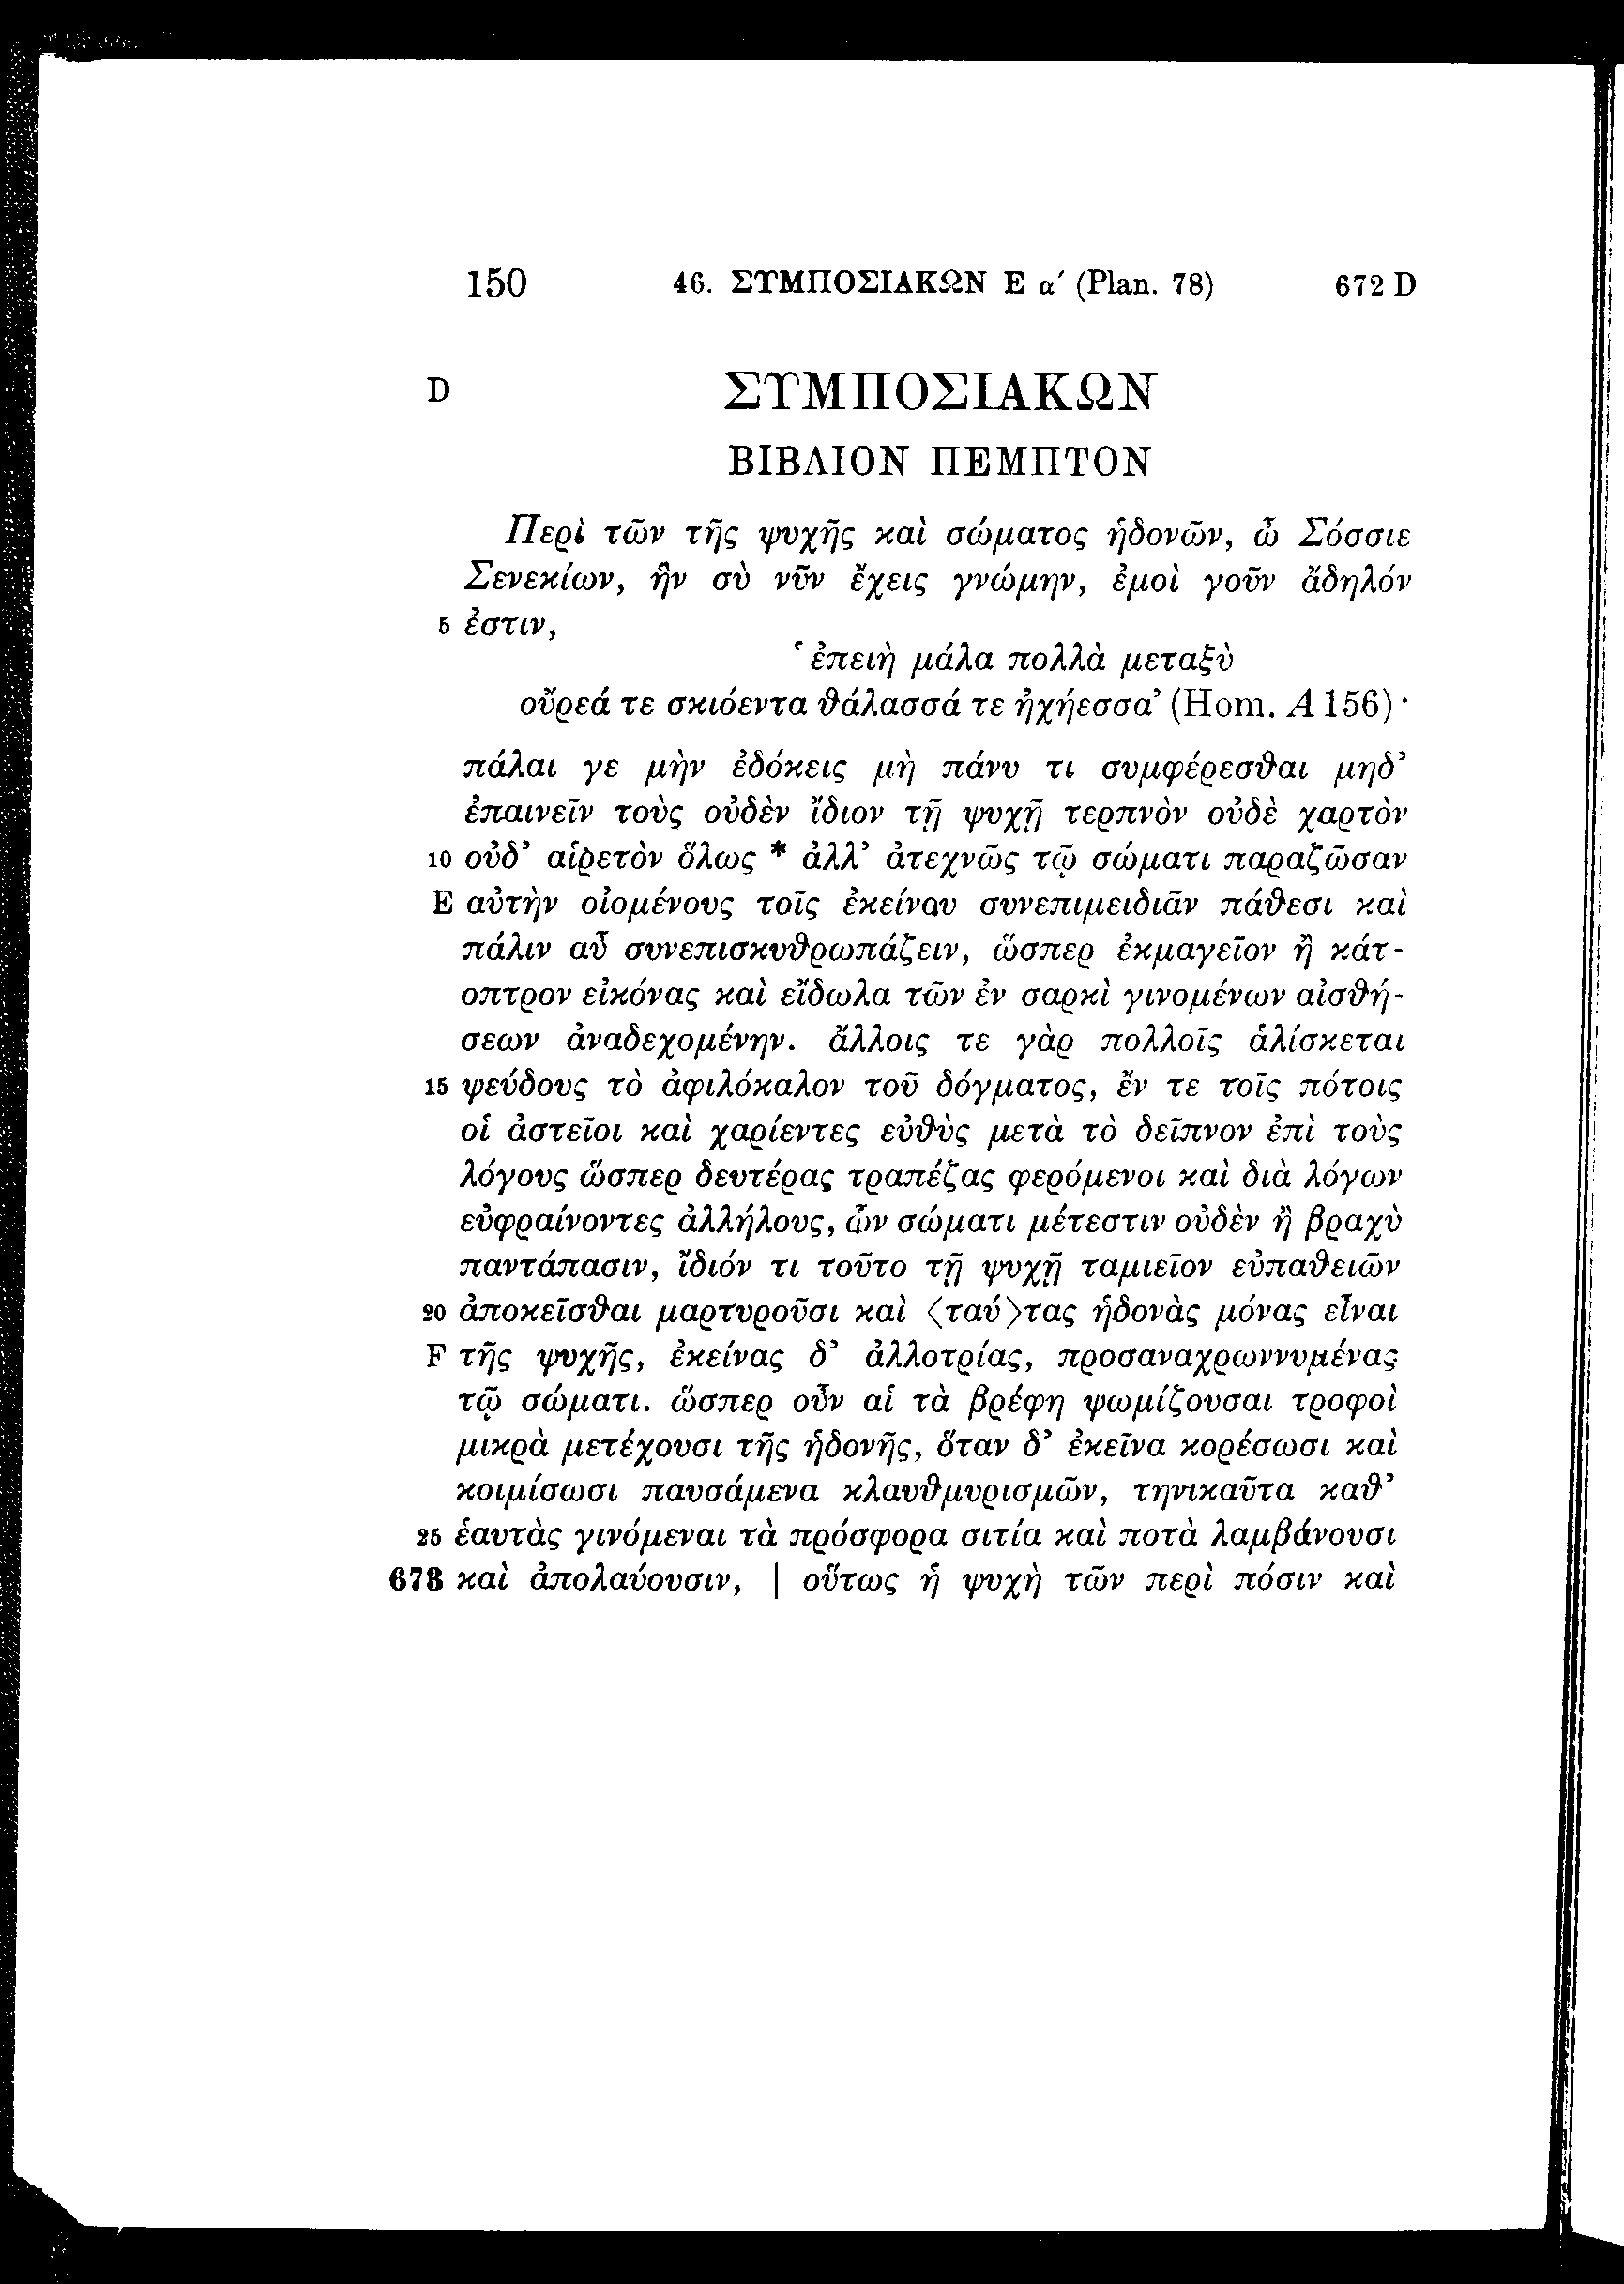 150 46. ΣΥΜΠΟΣΙΑΚΩΝ Ε α′ (Plan. 78) 672 D
D ΣΥΜΠΟΣΙΑΚΩΝ
ΒΙΒΛΙΟΝ ΠΕΜΠΤΟΝ
Περὶ τῶν τῆς ψυχῆς καὶ σώματος ἡδονῶν, ὦ Σόσσιε
Σενεκίων, ἣν σὺ νῦν ἔχεις γνώμην, ἐμοὶ γοῦν ἄδηλόν
5 ἐστιν,
‘ἐπειὴ μάλα πολλὰ μεταξὺ
οὔρεά τε σκιόεντα θάλασσά τε ἠχήεσσα’ (Hom. Α 156)·
πάλαι γε μὴν ἐδόκεις μὴ πάνυ τι συμφέρεσθαι μηδ’
ἐπαινεῖν τοὺς οὐδὲν ἴδιον τῇ ψυχῇ τερπνὸν οὐδὲ χαρτὸν
10 οὐδ’ αἱρετὸν ὅλως * ἀλλ’ ἀτεχνῶς τῷ σώματι παραζῶσαν
E αὐτὴν οἰομένους τοῖς ἐκείνου συνεπιμειδιᾶν πάθεσι καὶ
πάλιν αὖ συνεπισκυθρωπάζειν, ὥσπερ ἐκμαγεῖον ἢ κάτ-
οπτρον εἰκόνας καὶ εἴδωλα τῶν ἐν σαρκὶ γινομένων αἰσθή-
σεων ἀναδεχομένην. ἄλλοις τε γὰρ πολλοῖς ἁλίσκεται
15 ψεύδους τὸ ἀφιλόκαλον τοῦ δόγματος, ἔν τε τοῖς πότοις
οἱ ἀστεῖοι καὶ χαρίεντες εὐθὺς μετὰ τὸ δεῖπνον ἐπὶ τοὺς
λόγους ὥσπερ δευτέρας τραπέζας φερόμενοι καὶ διὰ λόγων
εὐφραίνοντες ἀλλήλους, ὧν σώματι μέτεστιν οὐδὲν ἢ βραχὺ
παντάπασιν, ἴδιόν τι τοῦτο τῇ ψυχῇ ταμιεῖον εὐπαθειῶν
20 ἀποκεῖσθαι μαρτυροῦσι καὶ ⟨ταύ⟩τας ἡδονὰς μόνας εἶναι
F τῆς ψυχῆς, ἐκείνας δ’ ἀλλοτρίας, προσαναχρωννυμένας
τῷ σώματι. ὥσπερ οὖν αἱ τὰ βρέφη ψωμίζουσαι τροφοὶ
μικρὰ μετέχουσι τῆς ἡδονῆς, ὅταν δ’ ἐκεῖνα κορέσωσι καὶ
κοιμίσωσι παυσάμενα κλαυθμυρισμῶν, τηνικαῦτα καθ’
25 ἑαυτὰς γινόμεναι τὰ πρόσφορα σιτία καὶ ποτὰ λαμβάνουσι
673 καὶ ἀπολαύουσιν, | οὕτως ἡ ψυχὴ τῶν περὶ πόσιν καὶ